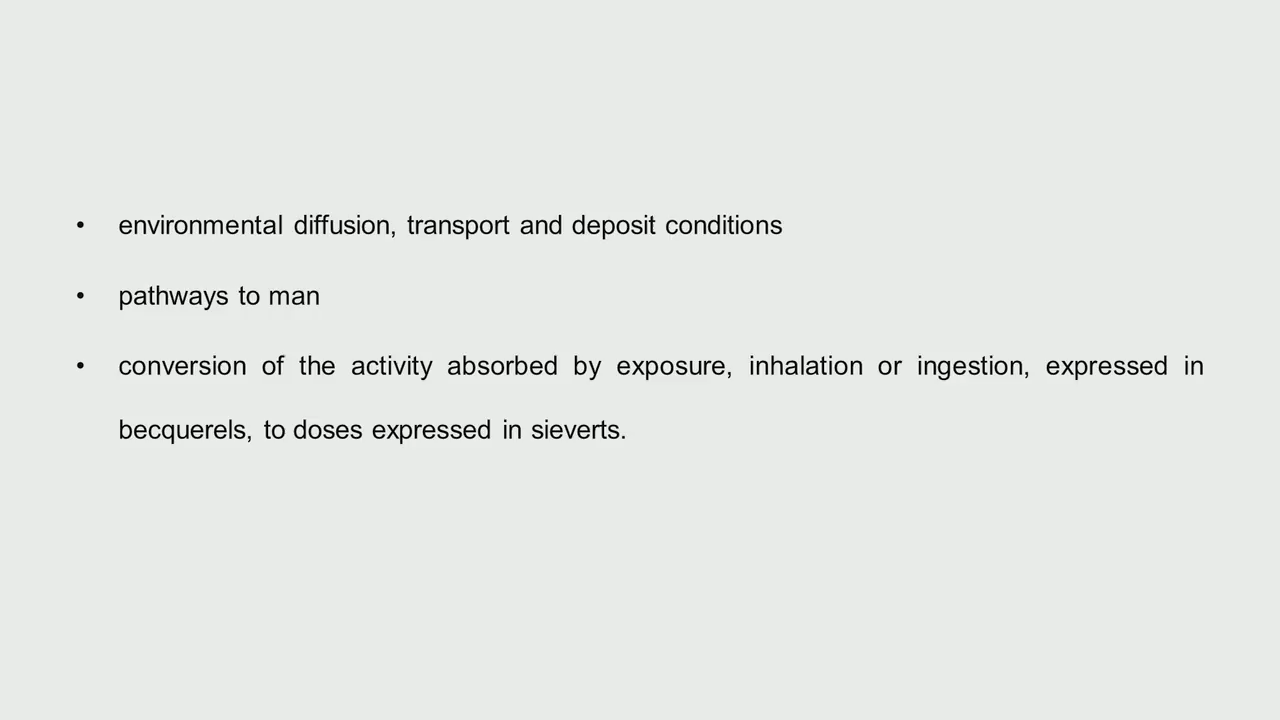 • environmental diffusion, transport and deposit conditions
• pathways to man
• conversion of the activity absorbed by exposure, inhalation or ingestion, expressed in
becquerels, to doses expressed in sieverts.